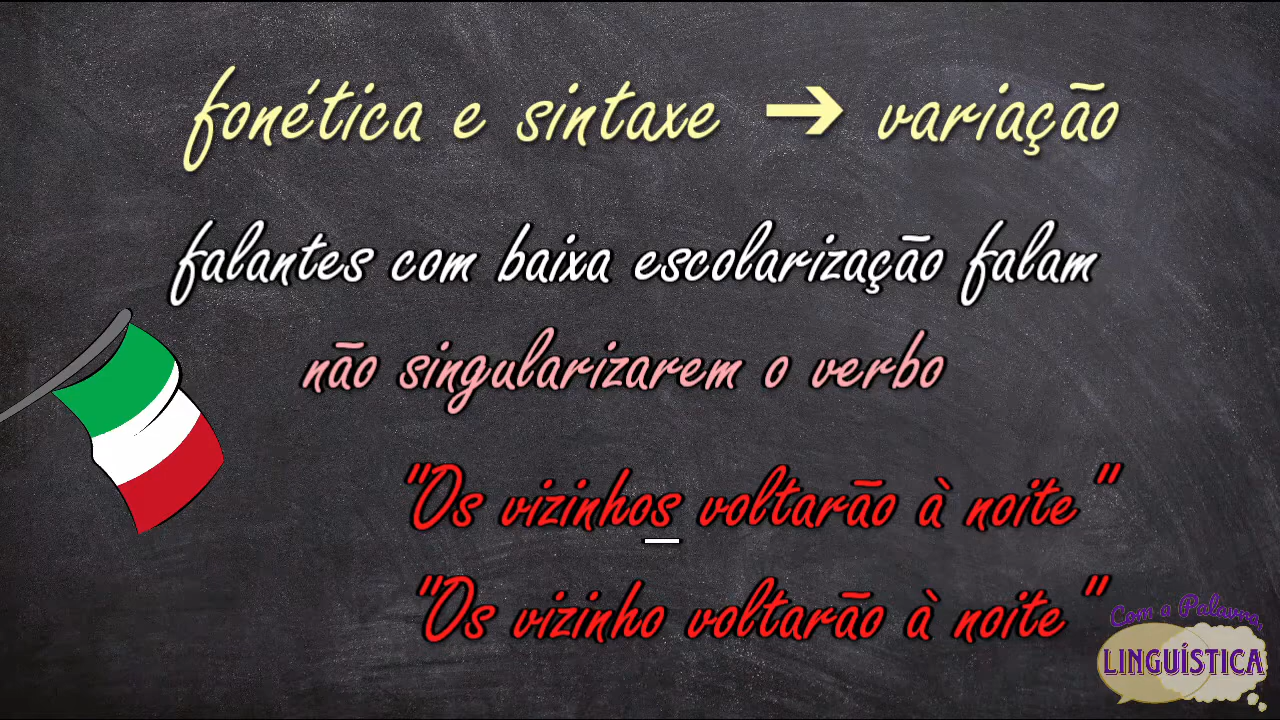 fonética e sintaxe ➔ variação
falantes com baixa escolarização falam
não singularizarem o verbo
"Os vizinhos voltarão à noite"
"Os vizinho voltarão à noite"
Com a Palavra,
LINGUÍSTICA